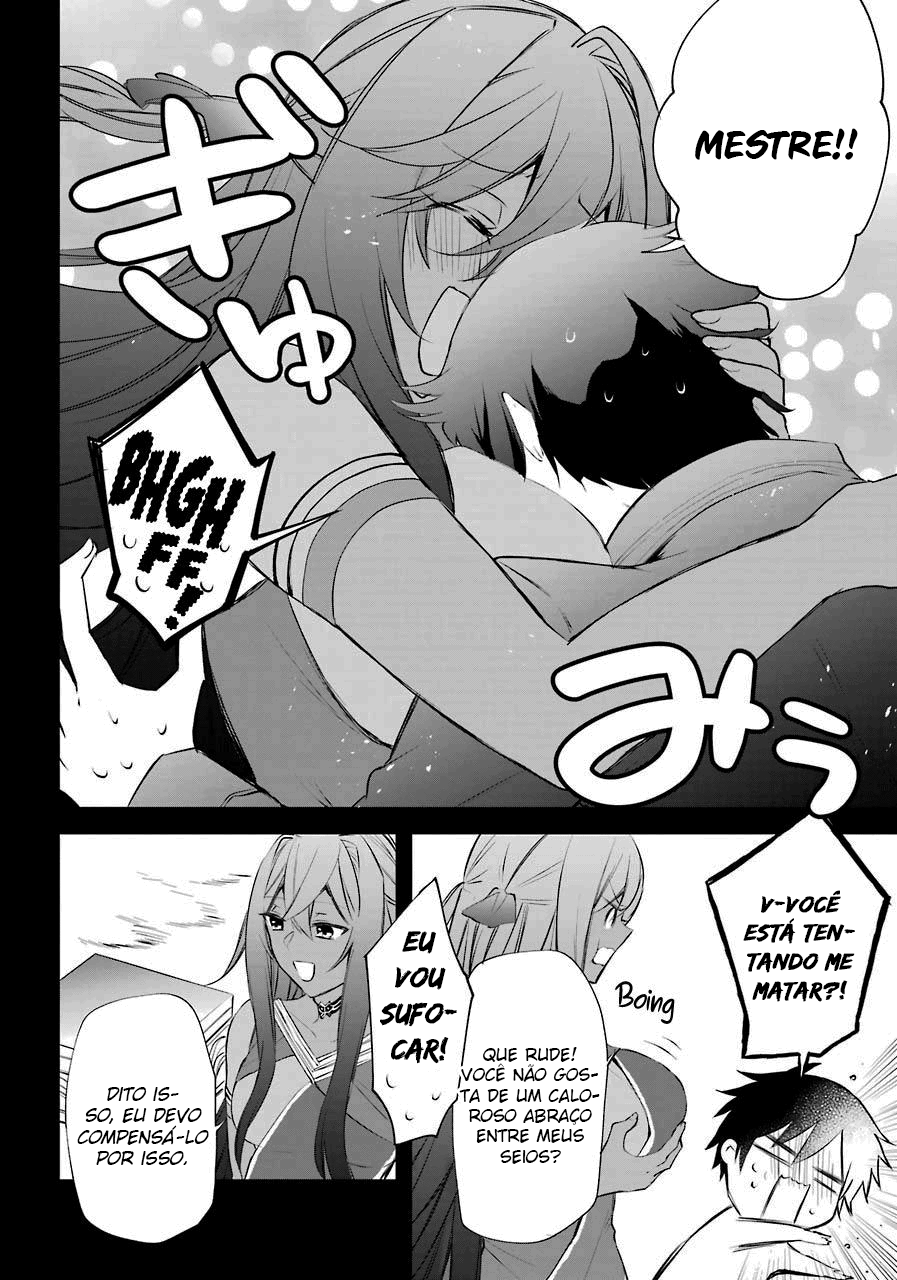 MESTRE!!
ぎゅ
BHGH
FF!
みぅ
V-VOCÊ
ESTÁ TEN-
TANDO ME
MATAR?!
EU
VOU
SUFO-
CAR!
Boing
QUE RUDE!
VOCÊ NÃO GOS-
TA DE UM CALO-
ROSO ABRAÇO
ENTRE MEUS
SEIOS?
DITO IS-
SO, EU DEVO
COMPENSÁ-LO
POR ISSO.